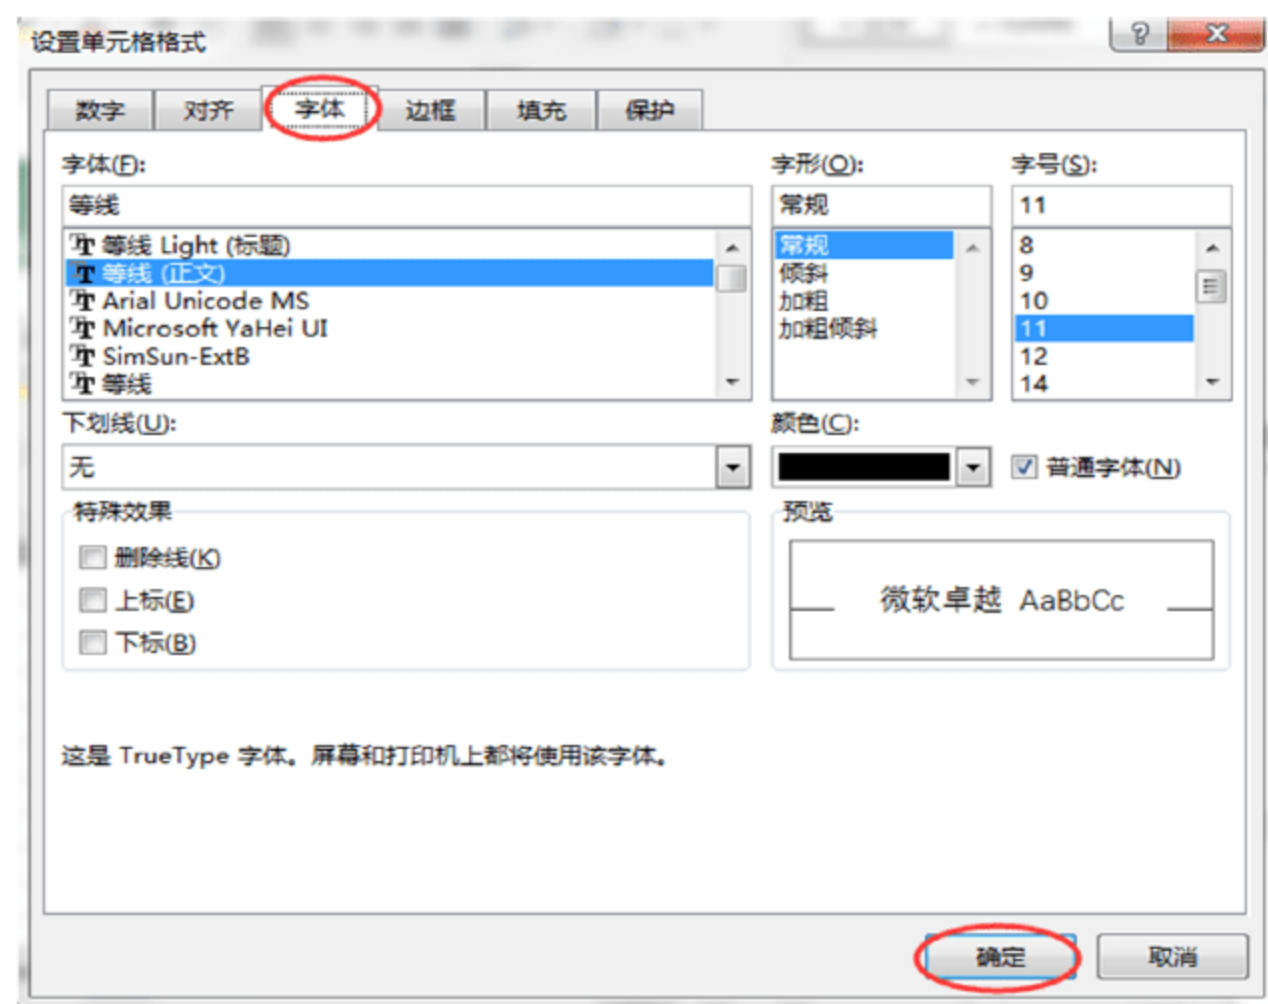 设置单元格格式
数字 对齐 字体 边框 填充 保护
字体(F): 字形(O): 字号(S):
等线 常规 11
等线 Light (标题) 常规 8
等线 (正文) 倾斜 9
Arial Unicode MS 加粗 10
Microsoft YaHei UI 加粗倾斜 11
SimSun-ExtB 12
等线 14
下划线(U): 颜色(C):
无 普通字体(N)
特殊效果 预览
删除线(K)
上标(E) 微软卓越 AaBbCc
下标(B)
这是 TrueType 字体。屏幕和打印机上都将使用该字体。
确定 取消